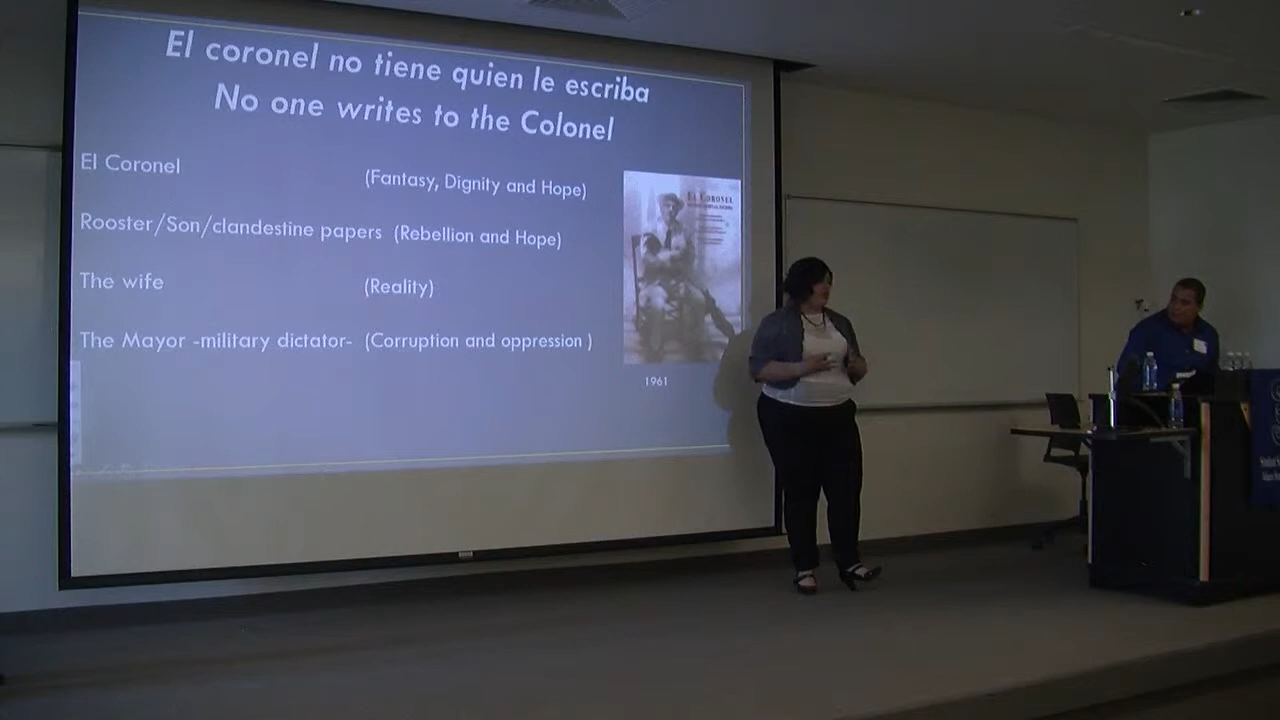 El coronel no tiene quien le escriba
No one writes to the Colonel
El Coronel (Fantasy, Dignity and Hope)
Rooster/Son/clandestine papers (Rebellion and Hope)
The wife (Reality)
The Mayor -military dictator- (Corruption and oppression )
EL CORONEL
1961